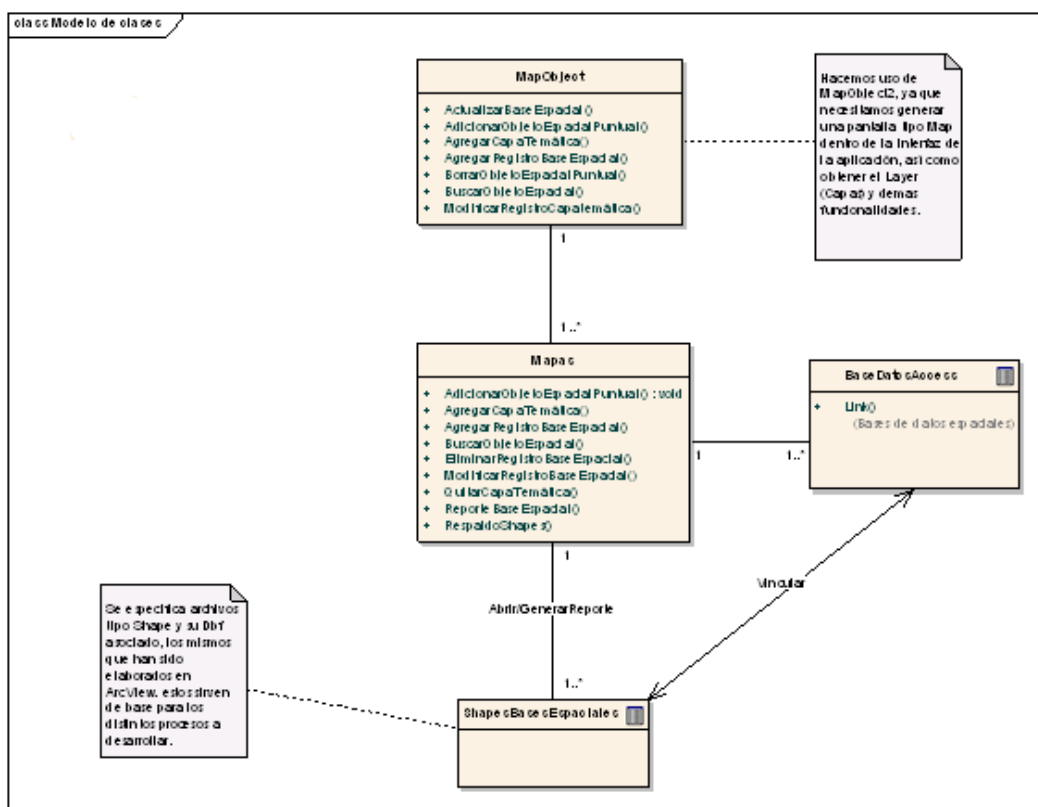 class Modelo de clases
MapObject
+ ActualizarBaseEspacial()
+ AdicionarObjetoEspacialPuntual()
+ AgregarCapaTemática()
+ AgregarRegistroBaseEspacial()
+ BorrarObjetoEspacialPuntual()
+ BuscarObjetoEspacial()
+ ModificarRegistroCapatemática()
Hacemos uso de
MapObject2, ya que
necesitamos generar
una pantalla tipo Map
dentro de la Interfaz de
la aplicación, así como
obtener el Layer
(Capas) y demas
funcionalidades.
1
1..*
Mapas
+ AdicionarObjetoEspacialPuntual() : void
+ AgregarCapaTemática()
+ AgregarRegistroBaseEspacial()
+ BuscarObjetoEspacial()
+ EliminarRegistroBaseEspacial()
+ ModificarRegistroBaseEspacial()
+ QuitarCapaTemática()
+ ReporteBaseEspacial()
+ RespaldoShapes()
BaseDatosAccess
+ Link()
(Bases de datos espaciales)
1
1..*
1
Abrir/GenerarReporte
Vincular
1..*
Se especifica archivos
tipo Shape y su Dbf
asociado, los mismos
que han sido
elaborados en
ArcView. estos sirven
de base para los
distintos procesos a
desarrollar.
ShapesBasesEspaciales